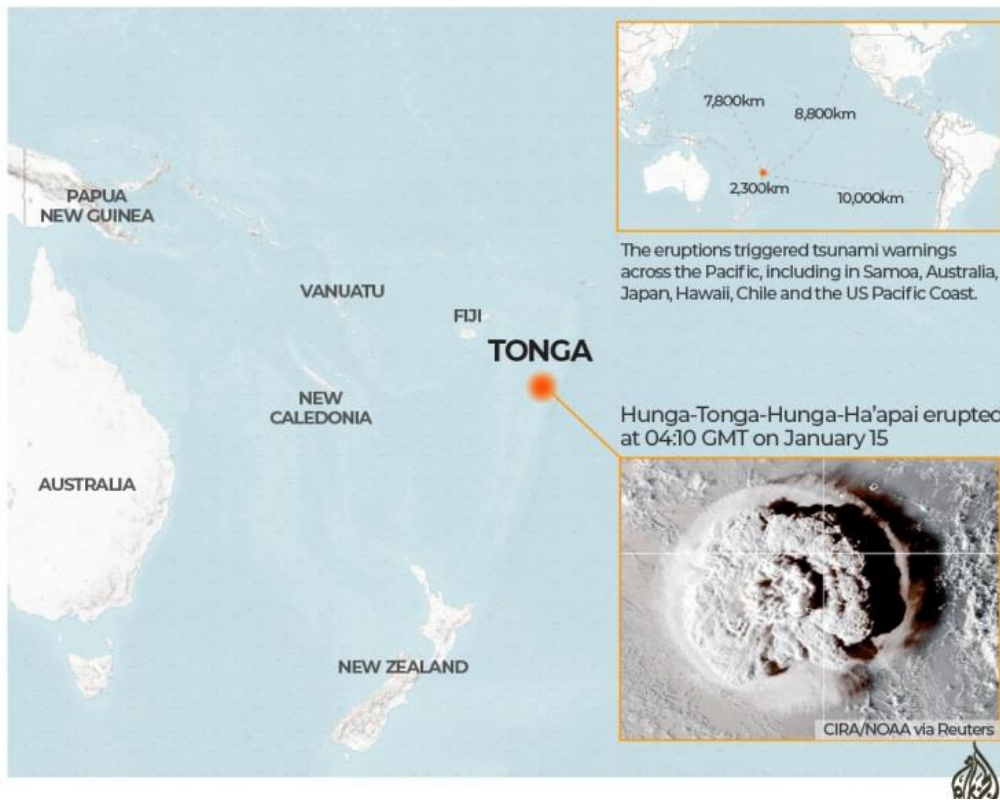 7,800km
8,800km
2,300km
10,000km
The eruptions triggered tsunami warnings
across the Pacific, including in Samoa, Australia,
Japan, Hawaii, Chile and the US Pacific Coast.
PAPUA
NEW GUINEA
VANUATU
FIJI
TONGA
NEW
CALEDONIA
AUSTRALIA
NEW ZEALAND
Hunga-Tonga-Hunga-Ha'apai erupted
at 04:10 GMT on January 15
CIRA/NOAA via Reuters